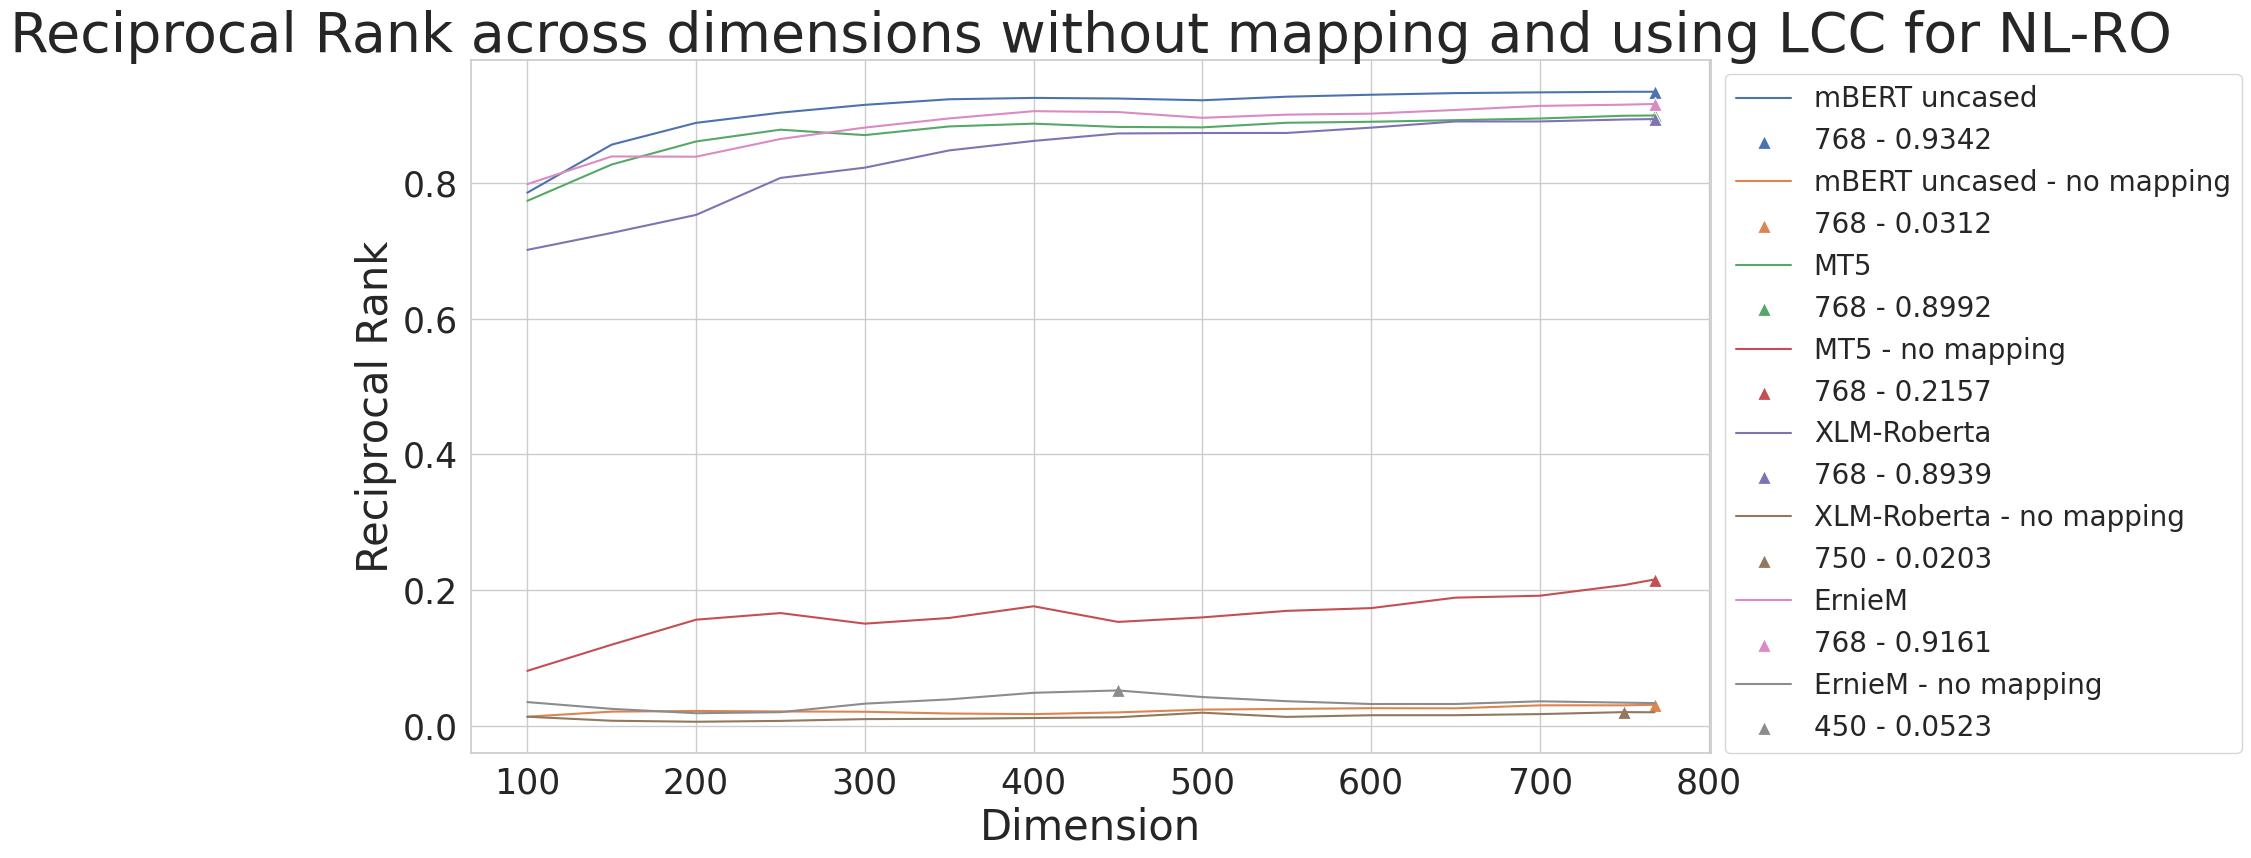 Reciprocal Rank across dimensions without mapping and using LCC for NL-RO
Reciprocal Rank
0.8
0.6
0.4
0.2
0.0
100 200 300 400 500 600 700 800
Dimension
mBERT uncased
768 - 0.9342
mBERT uncased - no mapping
768 - 0.0312
MT5
768 - 0.8992
MT5 - no mapping
768 - 0.2157
XLM-Roberta
768 - 0.8939
XLM-Roberta - no mapping
750 - 0.0203
ErnieM
768 - 0.9161
ErnieM - no mapping
450 - 0.0523